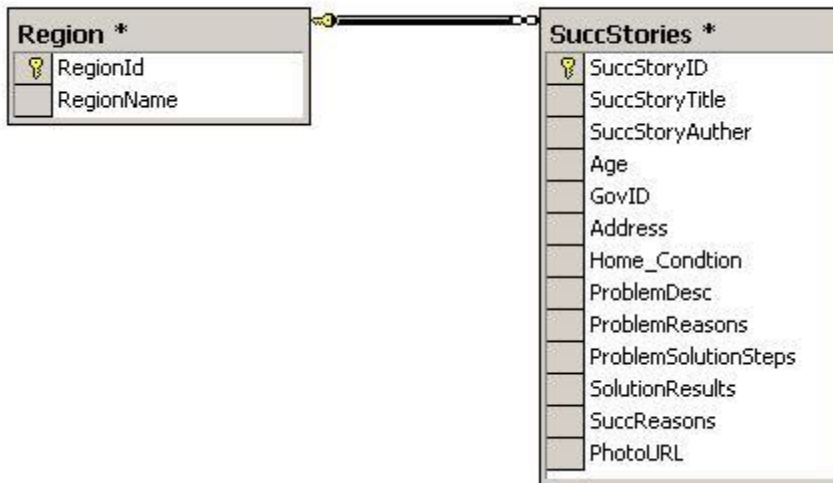 Region *
RegionId
RegionName
SuccStories *
SuccStoryID
SuccStoryTitle
SuccStoryAuther
Age
GovID
Address
Home_Condtion
ProblemDesc
ProblemReasons
ProblemSolutionSteps
SolutionResults
SuccReasons
PhotoURL